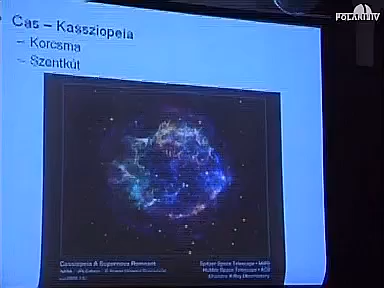 Cas – Kassziopeia
– Korcsma
– Szentkút
POLARIS TV
Cassiopeia A Supernova Remnant
Spitzer Space Telescope • MIPS
Hubble Space Telescope • ACS
Chandra X-Ray Observatory